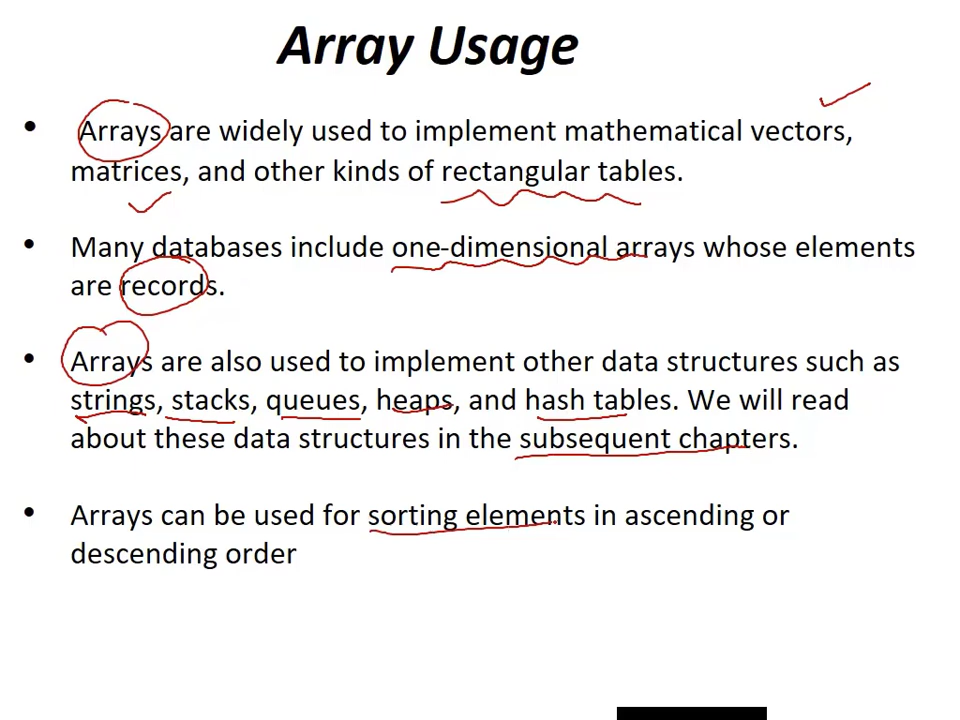 Array Usage
• Arrays are widely used to implement mathematical vectors,
matrices, and other kinds of rectangular tables.
• Many databases include one-dimensional arrays whose elements
are records.
• Arrays are also used to implement other data structures such as
strings, stacks, queues, heaps, and hash tables. We will read
about these data structures in the subsequent chapters.
• Arrays can be used for sorting elements in ascending or
descending order